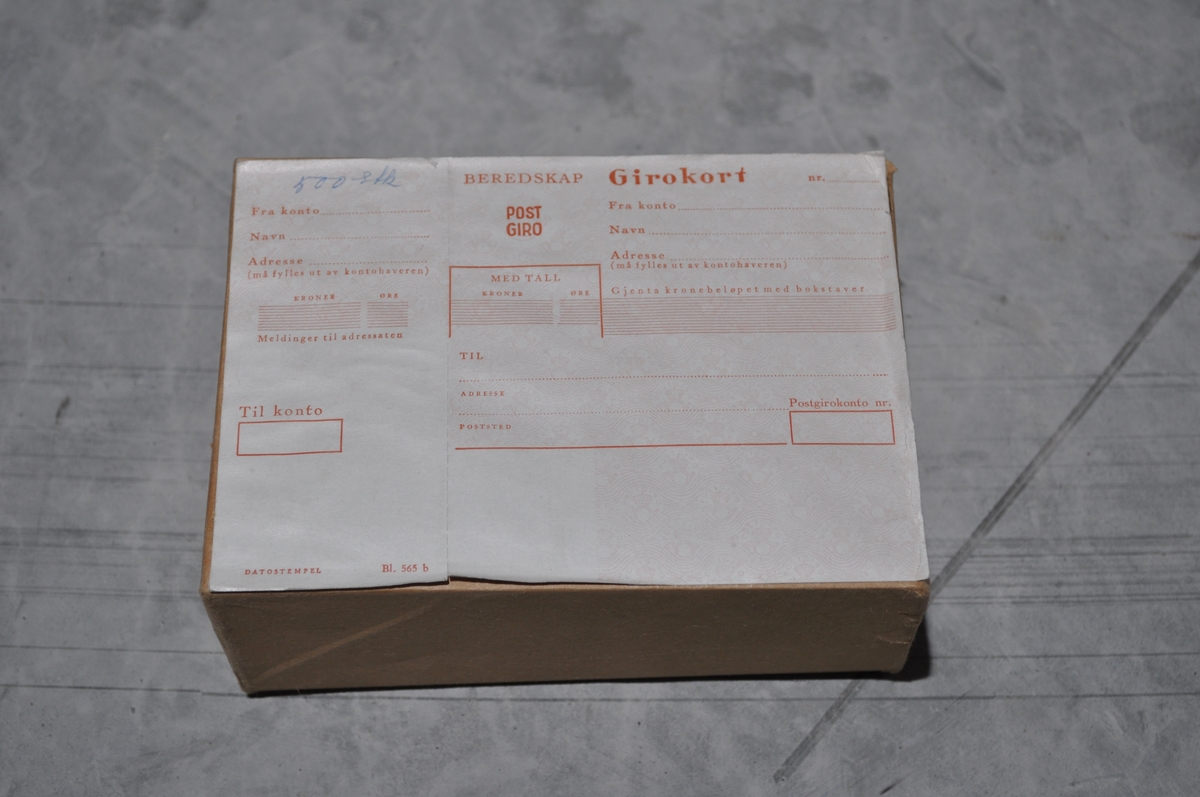 500 stk
Fra konto
Navn
Adresse
(må fylles ut av kontohaveren)
KRONER ØRE
Meldinger til adressaten
Til konto
DATOSTEMPEL Bl. 565 b
BEREDSKAP Girokort nr.
POST
GIRO
Fra konto
Navn
Adresse
(må fylles ut av kontohaveren)
MED TALL
KRONER ØRE
Gjenta kronebeløpet med bokstaver
TIL
ADRESSE
POSTSTED
Postgirokonto nr.